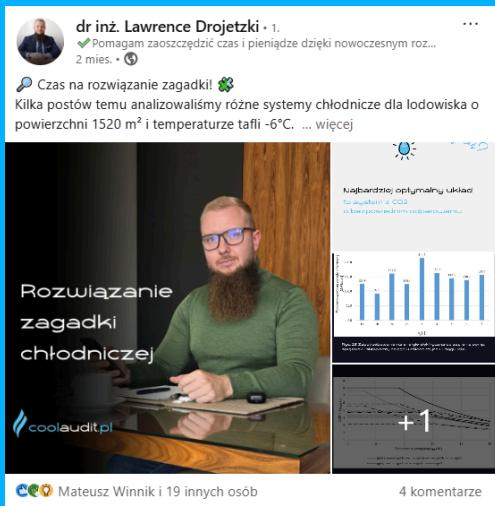 dr inż. Lawrence Drojetzki • 1.
✔Pomagam zaoszczędzić czas i pieniądze dzięki nowoczesnym roz...
2 mies. •
🔎 Czas na rozwiązanie zagadki! 🧩
Kilka postów temu analizowaliśmy różne systemy chłodnicze dla lodowiska o
powierzchni 1520 m² i temperaturze tafli -6°C. ... więcej
Rozwiązanie
zagadki
chłodniczej
coolaudit.pl
Najbardziej optymalny układ
to system z CO2
o bezpośrednim odparowaniu
+1
Mateusz Winnik i 19 innych osób
4 komentarze